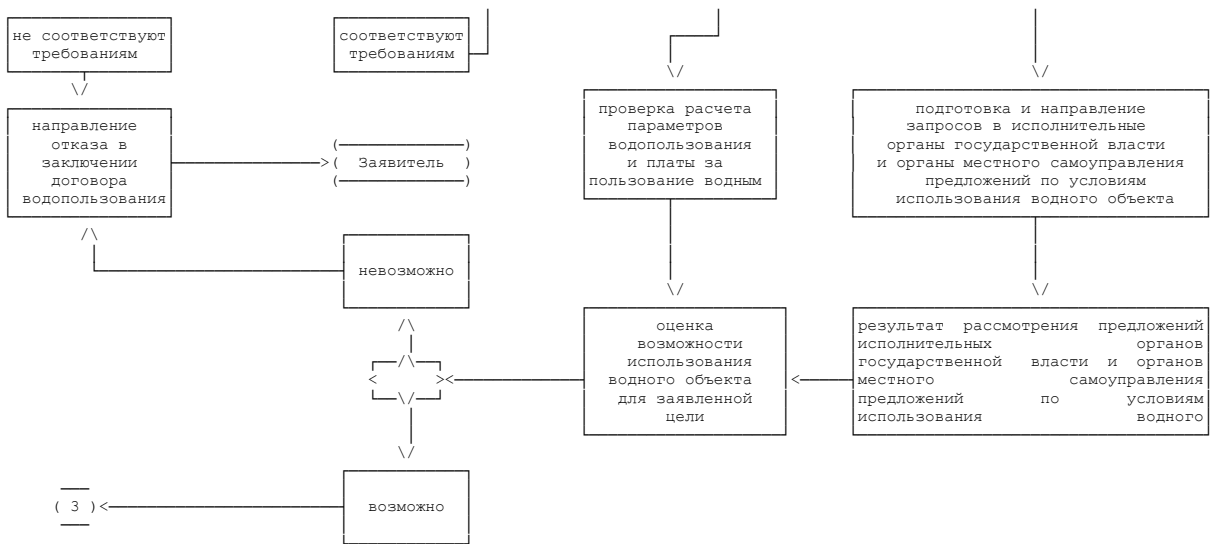 не соответствуют
требованиям
соответствуют
требованиям
направление
отказа в
заключении
договора
водопользования
Заявитель
проверка расчета
параметров
водопользования
и платы за
пользование водным
подготовка и направление
запросов в исполнительные
органы государственной власти
и органы местного самоуправления
предложений по условиям
использования водного объекта
невозможно
оценка
возможности
использования
водного объекта
для заявленной
цели
результат рассмотрения предложений
исполнительных органов
государственной власти и органов
местного самоуправления
предложений по условиям
использования водного
возможно
( 3 )